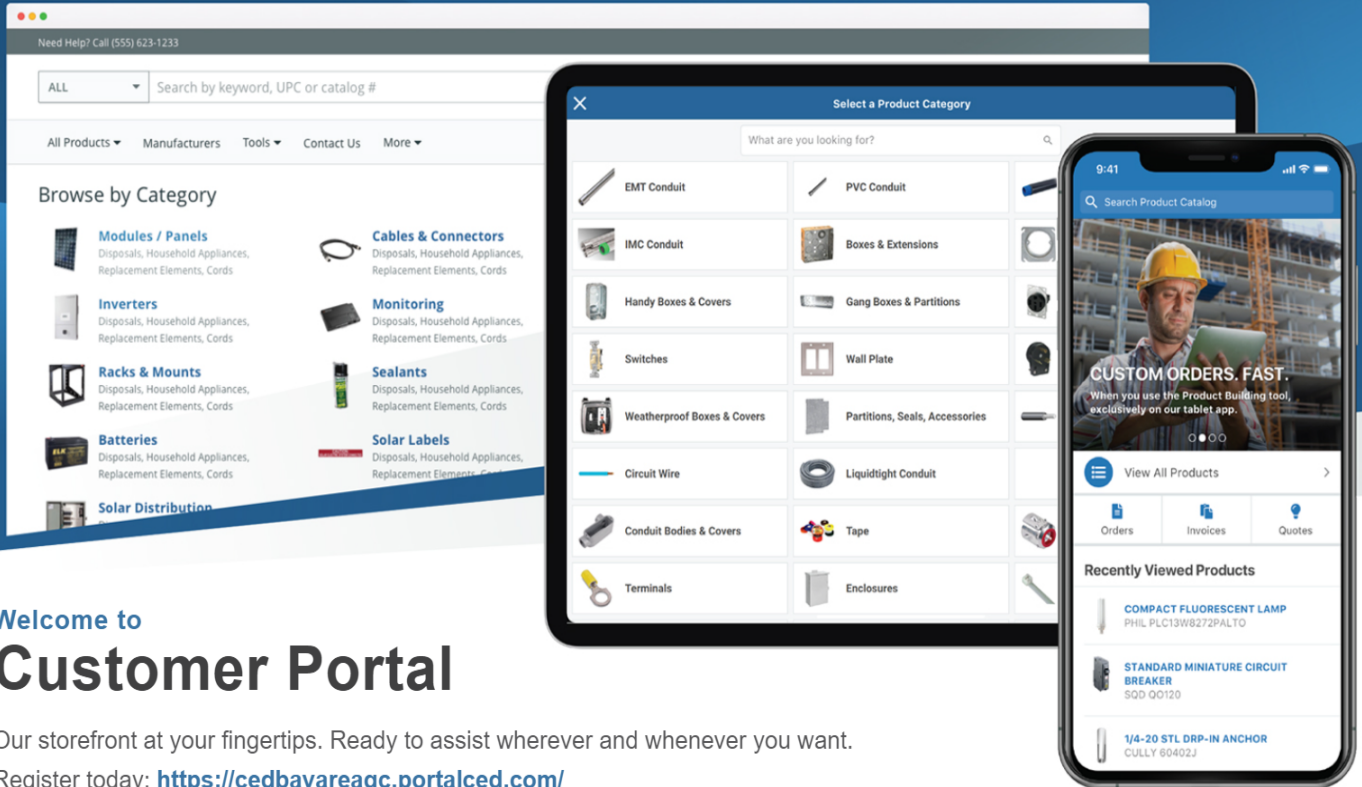 Need Help? Call (555) 623-1233
ALL
Search by keyword, UPC or catalog #
All Products
Manufacturers
Tools
Contact Us
More
Browse by Category
Modules / Panels
Disposals, Household Appliances,
Replacement Elements, Cords
Cables & Connectors
Disposals, Household Appliances,
Replacement Elements, Cords
Inverters
Disposals, Household Appliances,
Replacement Elements, Cords
Monitoring
Disposals, Household Appliances,
Replacement Elements, Cords
Racks & Mounts
Disposals, Household Appliances,
Replacement Elements, Cords
Sealants
Disposals, Household Appliances,
Replacement Elements, Cords
Batteries
Disposals, Household Appliances,
Replacement Elements, Cords
Solar Labels
Disposals, Household Appliances,
Replacement Elements,
Solar Distribution
Select a Product Category
What are you looking for?
EMT Conduit
PVC Conduit
IMC Conduit
Boxes & Extensions
Handy Boxes & Covers
Gang Boxes & Partitions
Switches
Wall Plate
Weatherproof Boxes & Covers
Partitions, Seals, Accessories
Circuit Wire
Liquidtight Conduit
Conduit Bodies & Covers
Tape
Terminals
Enclosures
9:41
Search Product Catalog
CUSTOM ORDERS. FAST.
When you use the Product Building tool,
exclusively on our tablet app.
View All Products
Orders
Invoices
Quotes
Recently Viewed Products
COMPACT FLUORESCENT LAMP
PHIL PLC13W8272PALTO
STANDARD MINIATURE CIRCUIT
BREAKER
SQD QO120
1/4-20 STL DRP-IN ANCHOR
CULLY 60402J
Welcome to
Customer Portal
Our storefront at your fingertips. Ready to assist wherever and whenever you want.
Register today: https://cedbayareagc.portalced.com/